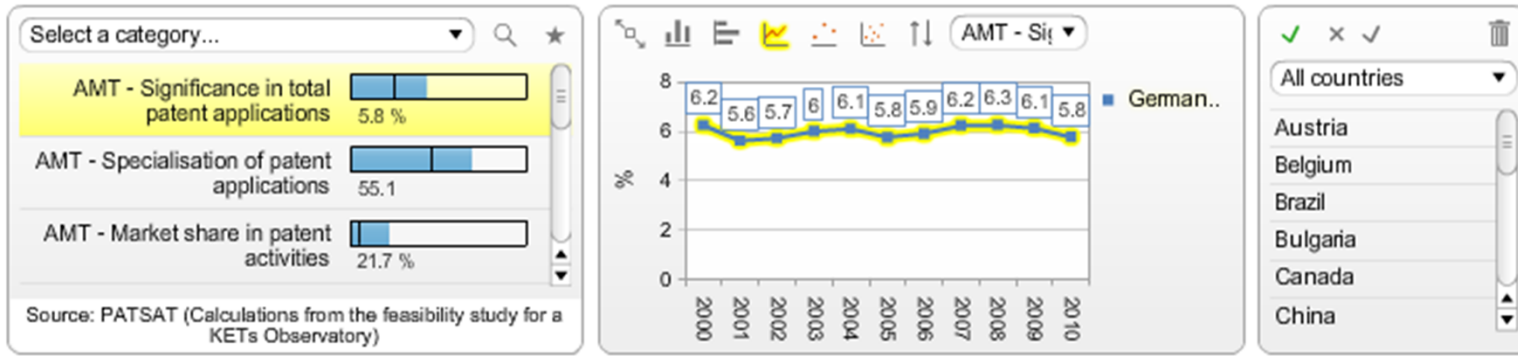 Select a category...
AMT - Significance in total
patent applications
5.8 %
AMT - Specialisation of patent
applications
55.1
AMT - Market share in patent
activities
21.7 %
Source: PATSAT (Calculations from the feasibility study for a
KETs Observatory)
AMT - Sig
8
6
4
2
0
%
6.2 5.6 5.7 6 6.1 5.8 5.9 6.2 6.3 6.1 5.8
2000 2001 2002 2003 2004 2005 2006 2007 2008 2009 2010
German..
All countries
Austria
Belgium
Brazil
Bulgaria
Canada
China